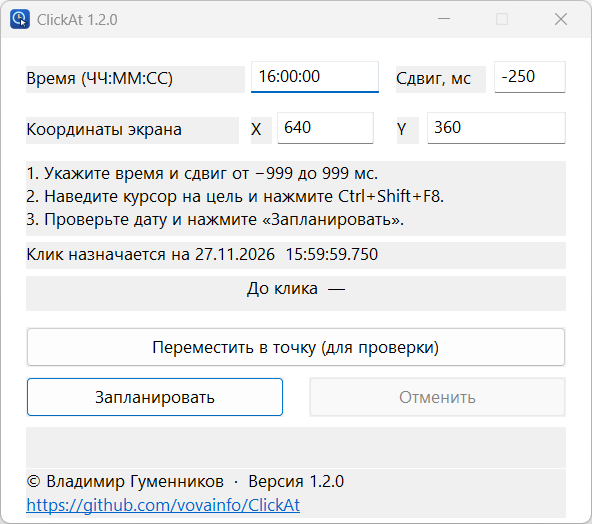 ClickAt 1.2.0
Время (ЧЧ:ММ:СС) 16:00:00 Сдвиг, мс -250
Координаты экрана X 640 Y 360
1. Укажите время и сдвиг от −999 до 999 мс.
2. Наведите курсор на цель и нажмите Ctrl+Shift+F8.
3. Проверьте дату и нажмите «Запланировать».
Клик назначается на 27.11.2026 15:59:59.750
До клика —
Переместить в точку (для проверки)
Запланировать Отменить
© Владимир Гуменников · Версия 1.2.0
https://github.com/vovainfo/ClickAt